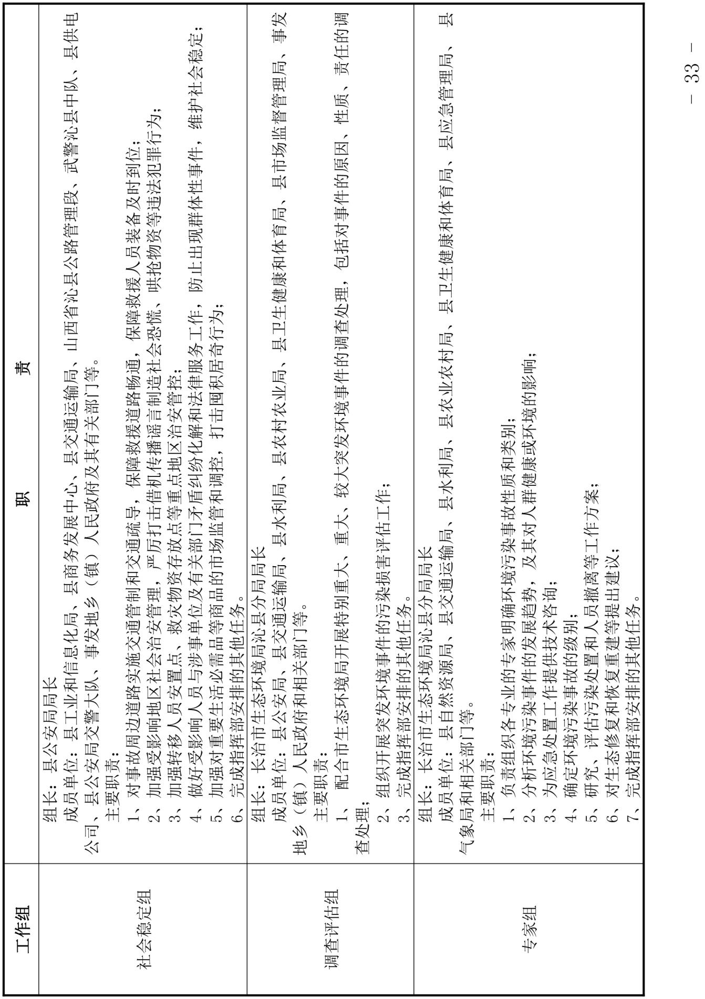 工作组
职 责
社会稳定组
组长：县公安局局长
成员单位：县工业和信息化局、县商务发展中心、县交通运输局、山西省沁县公路管理段、武警沁县中队、县供电
公司、县公安局交警大队、事发地乡（镇）人民政府及其有关部门等。
主要职责：
1、对事故周边道路实施交通管制和交通疏导，保障救援道路畅通，保障救援人员装备及时到位；
2、加强受影响地区社会治安管理，严厉打击借机传播谣言制造社会恐慌、哄抢物资等违法犯罪行为；
3、加强转移人员安置点、救灾物资存放点等重点地区治安管控；
4、做好受影响人员与涉事单位及有关部门矛盾纠纷化解和法律服务工作，防止出现群体性事件，维护社会稳定；
5、加强对重要生活必需品等商品的市场监管和调控，打击囤积居奇行为；
6、完成指挥部安排的其他任务。
调查评估组
组长：长治市生态环境局沁县分局局长
成员单位：县公安局、县交通运输局、县水利局、县农村农业局、县卫生健康和体育局、县市场监督管理局、事发
地乡（镇）人民政府和相关部门等。
主要职责：
1、配合市生态环境局开展特别重大、重大、较大突发环境事件的调查处理，包括对事件的原因、性质、责任的调
查处理；
2、组织开展突发环境事件的污染损害评估工作；
3、完成指挥部安排的其他任务。
专家组
组长：长治市生态环境局沁县分局局长
成员单位：县自然资源局、县交通运输局、县水利局、县农业农村局、县卫生健康和体育局、县应急管理局、县
气象局和相关部门等。
主要职责：
1、负责组织各专业的专家明确环境污染事故性质和类别；
2、分析环境污染事件的发展趋势，及其对人群健康或环境的影响；
3、为应急处置工作提供技术咨询；
4、确定环境污染事故的级别；
5、研究、评估污染处置和人员撤离等工作方案；
6、对生态修复和恢复重建等提出建议；
7、完成指挥部安排的其他任务。
- 33 -